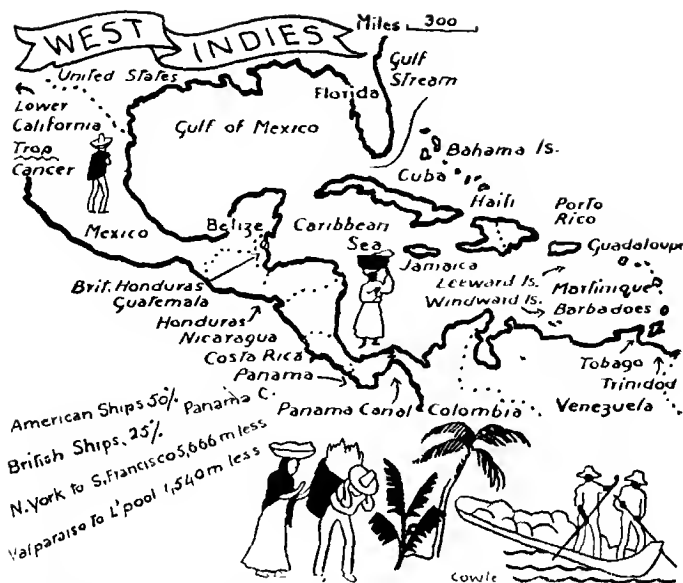 WEST INDIES
Miles 300
Gulf
Stream
United States
Florida
Lower
California
Gulf of Mexico
Trop
Cancer
Bahama Is.
Cuba
Haiti
Porto
Rico
Mexico
Belize
Caribbean
Sea
Guadaloupe
Jamaica
Leeward Is.
Martinique
Windward Is.
Barbadoes
Brit. Honduras
Guatemala
Honduras
Nicaragua
Costa Rica
Panama
Tobago
Trinidad
Panama Canal
Colombia
Venezuela
American Ships 50%
Panama C.
British Ships, 25%
N. York to S. Francisco 5,666 m less
Valparaiso to L'pool 1,540 m less
Cowle